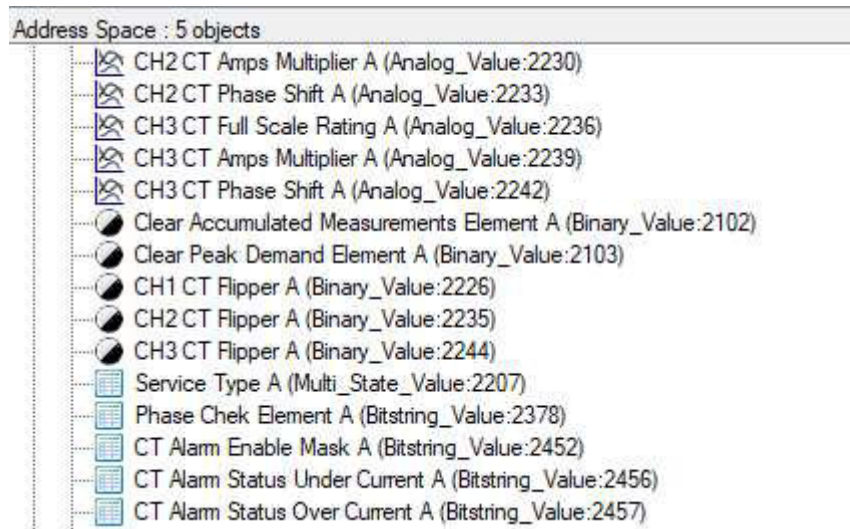 Address Space : 5 objects
CH2 CT Amps Multiplier A (Analog_Value:2230)
CH2 CT Phase Shift A (Analog_Value:2233)
CH3 CT Full Scale Rating A (Analog_Value:2236)
CH3 CT Amps Multiplier A (Analog_Value:2239)
CH3 CT Phase Shift A (Analog_Value:2242)
Clear Accumulated Measurements Element A (Binary_Value:2102)
Clear Peak Demand Element A (Binary_Value:2103)
CH1 CT Flipper A (Binary_Value:2226)
CH2 CT Flipper A (Binary_Value:2235)
CH3 CT Flipper A (Binary_Value:2244)
Service Type A (Multi_State_Value:2207)
Phase Chek Element A (Bitstring_Value:2378)
CT Alarm Enable Mask A (Bitstring_Value:2452)
CT Alarm Status Under Current A (Bitstring_Value:2456)
CT Alarm Status Over Current A (Bitstring_Value:2457)